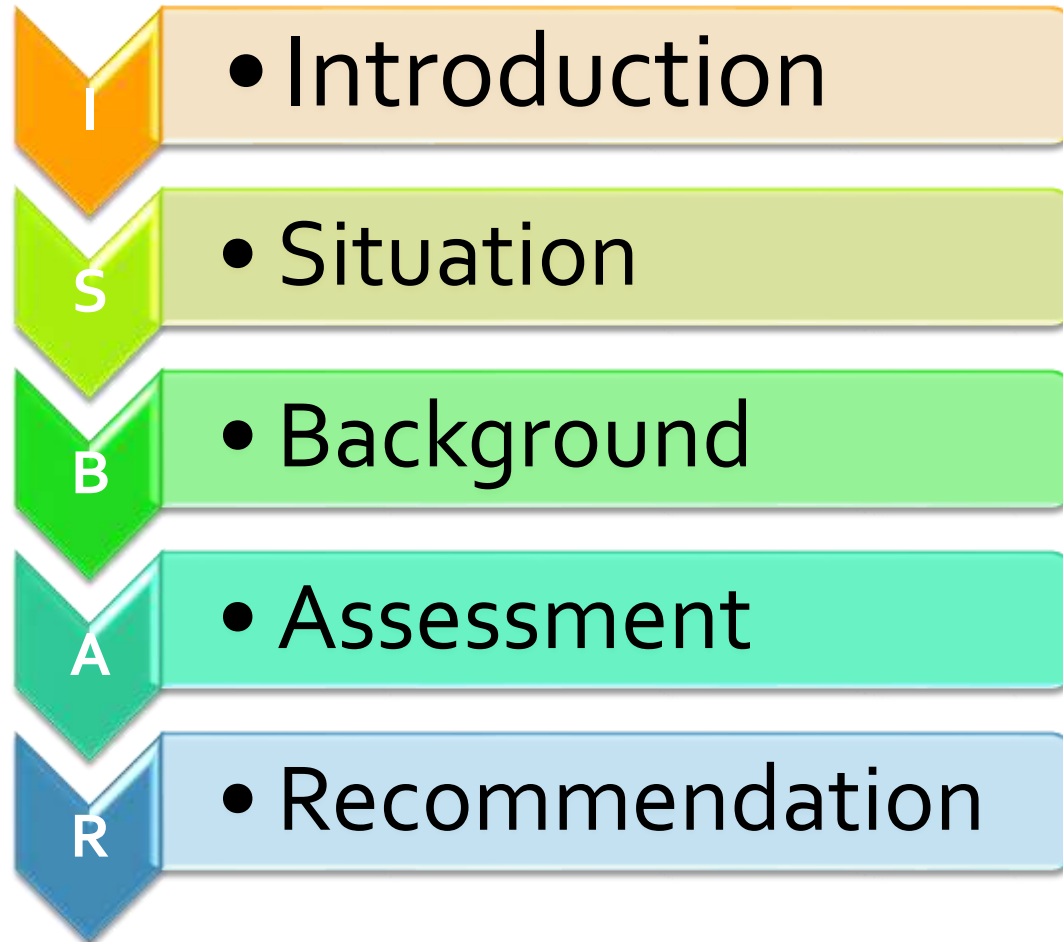 I
• Introduction
S
• Situation
B
• Background
A
• Assessment
R
• Recommendation